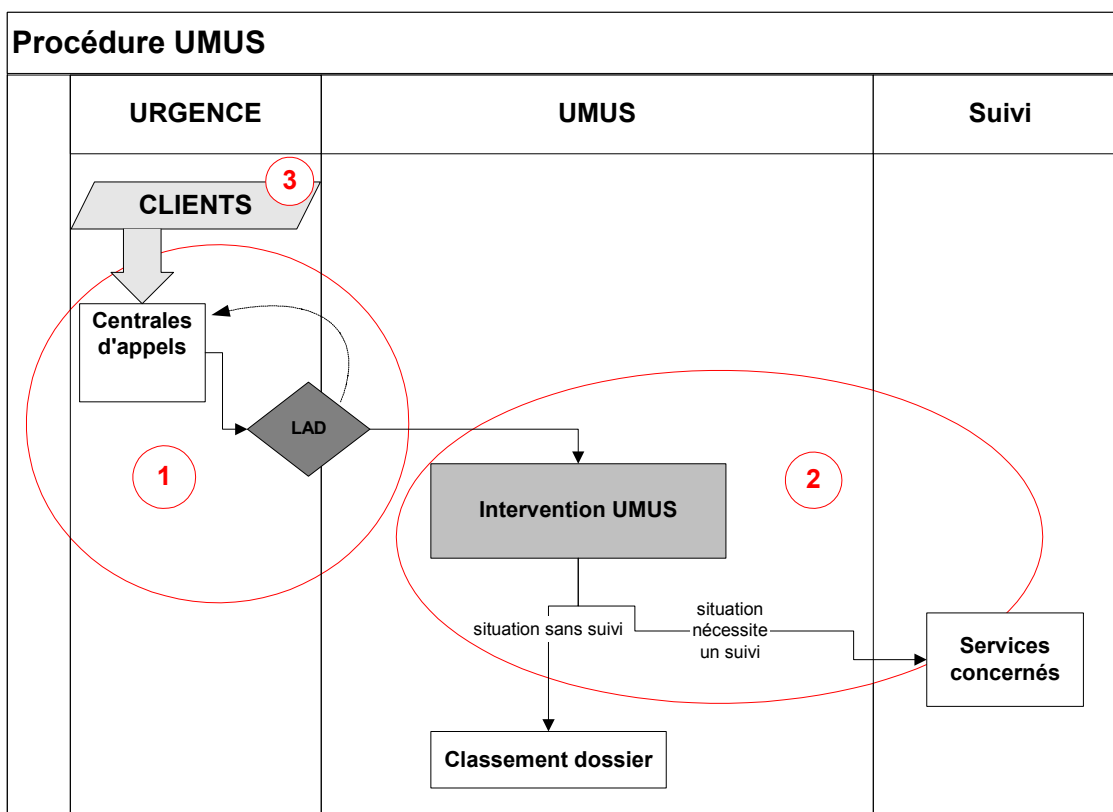 Procédure UMUS
URGENCE
UMUS
Suivi
CLIENTS
3
Centrales
d'appels
LAD
1
Intervention UMUS
2
situation sans suivi
situation
nécessite
un suivi
Services
concernés
Classement dossier